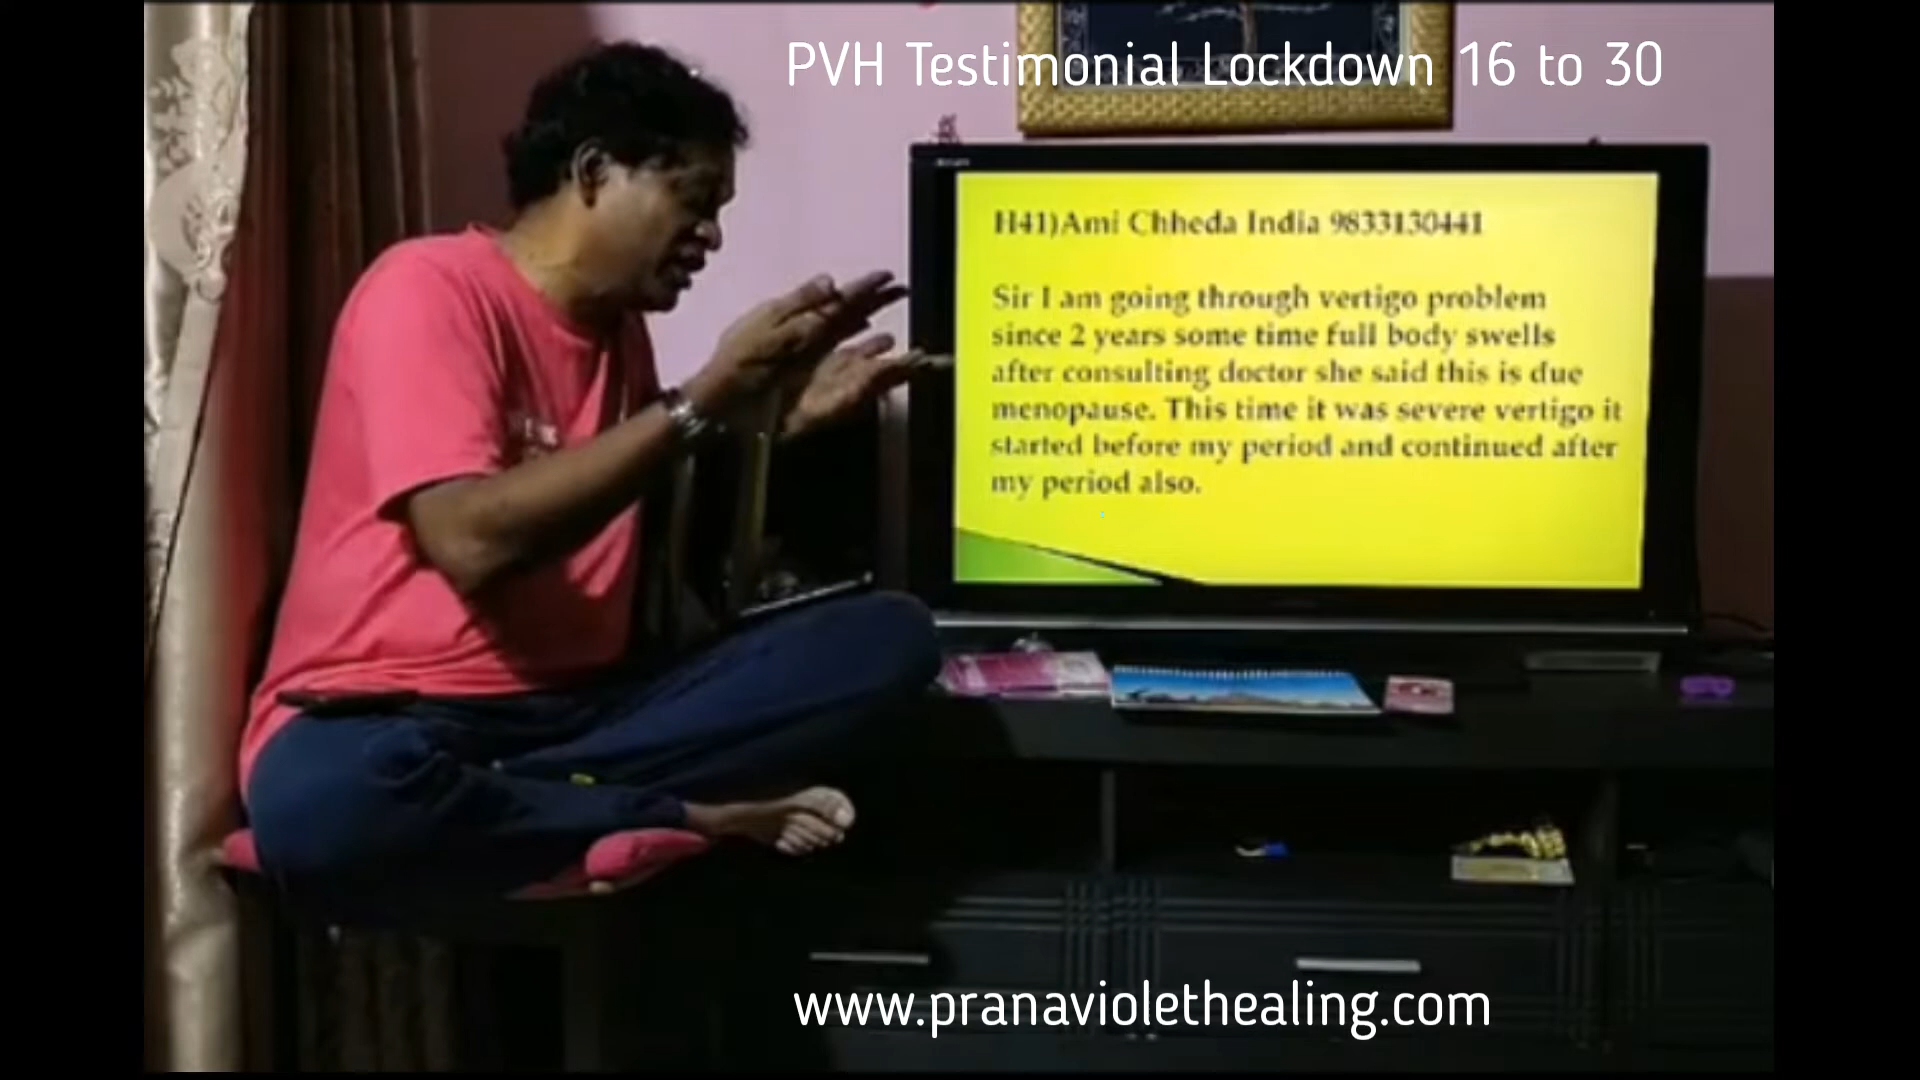 PVH Testimonial Lockdown 16 to 30
H41)Ami Chheda India 9833130441
Sir I am going through vertigo problem
since 2 years some time full body swells
after consulting doctor she said this is due
menopause. This time it was severe vertigo it
started before my period and continued after
my period also.
www.pranaviolethealing.com